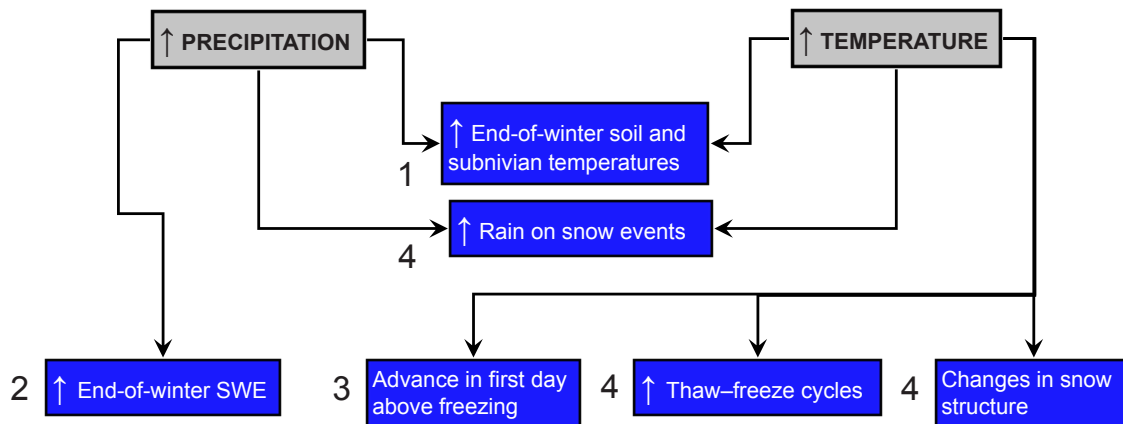 ↑ PRECIPITATION
↑ TEMPERATURE
↑ End-of-winter soil and
subnivian temperatures
1
↑ Rain on snow events
4
2
↑ End-of-winter SWE
3
Advance in first day
above freezing
4
↑ Thaw–freeze cycles
4
Changes in snow
structure